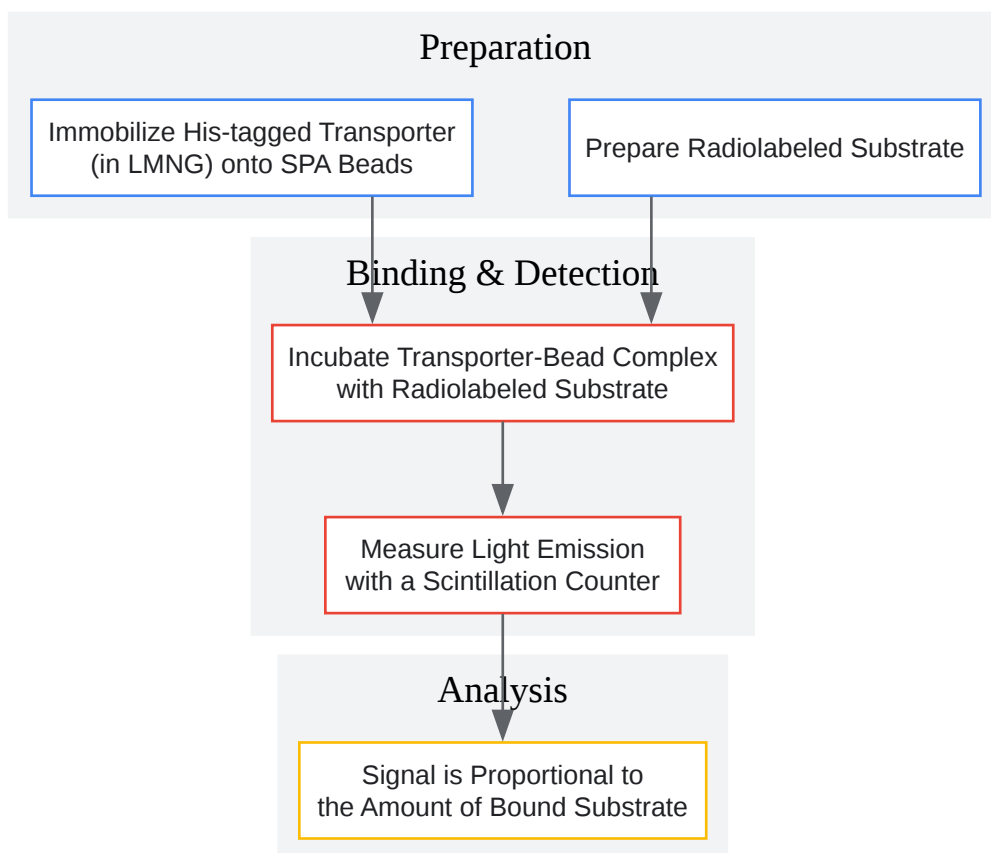 Preparation
Immobilize His-tagged Transporter
(in LMNG) onto SPA Beads
Prepare Radiolabeled Substrate
Binding & Detection
Incubate Transporter-Bead Complex
with Radiolabeled Substrate
Measure Light Emission
with a Scintillation Counter
Analysis
Signal is Proportional to
the Amount of Bound Substrate